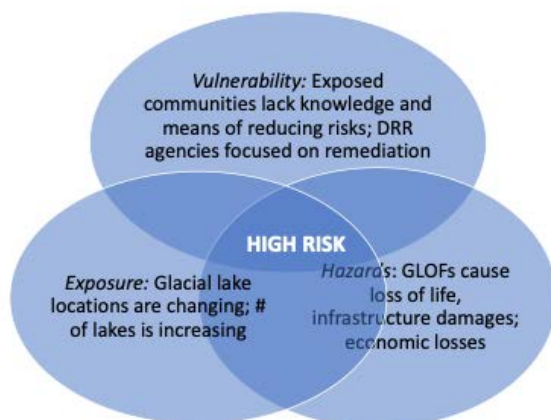 Vulnerability: Exposed
communities lack knowledge and
means of reducing risks; DRR
agencies focused on remediation
HIGH RISK
Exposure: Glacial lake
locations are changing; #
of lakes is increasing
Hazards: GLOFs cause
loss of life,
infrastructure damages;
economic losses